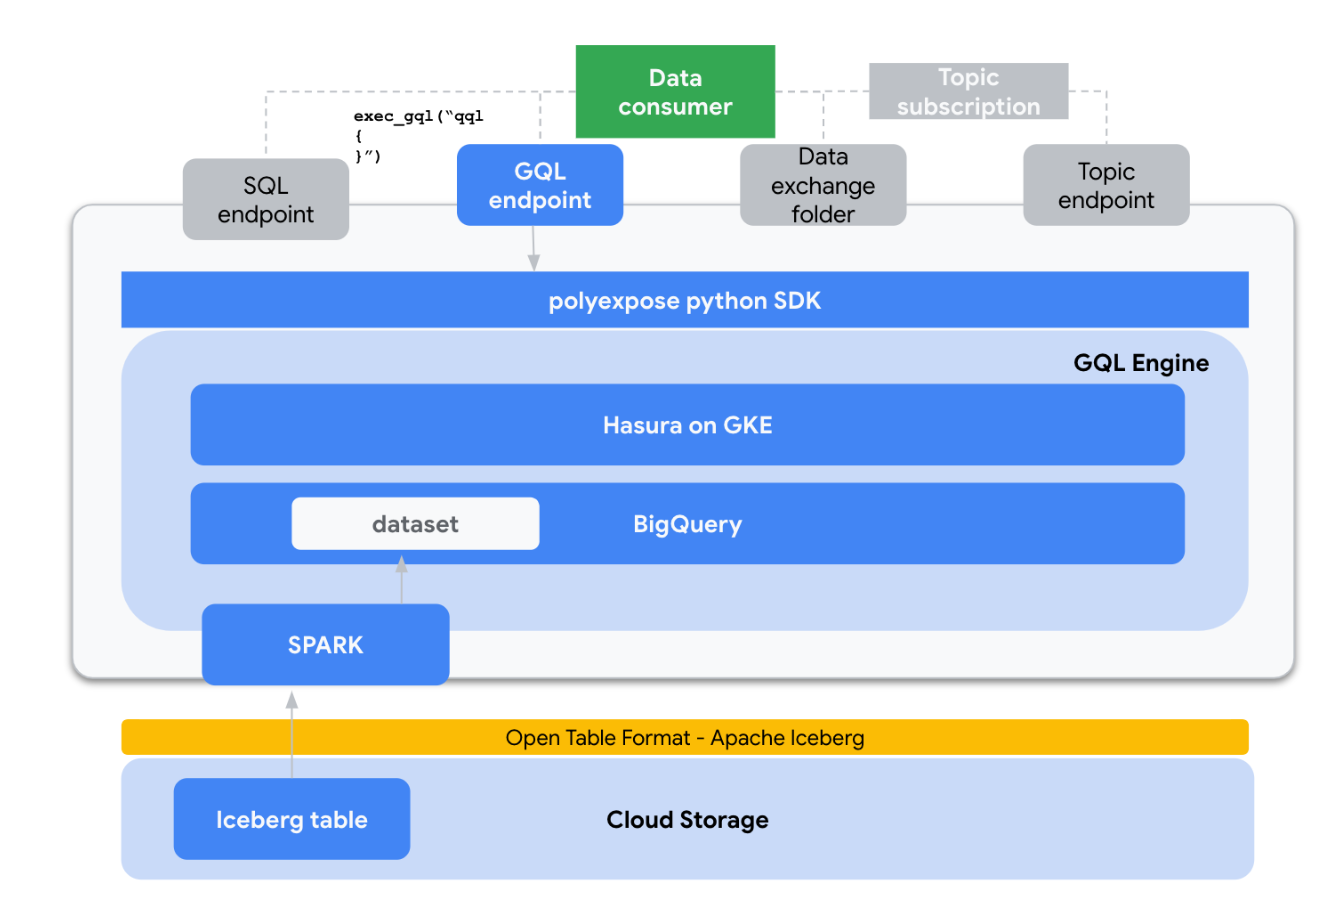 Data
consumer
Topic
subscription
exec_gql(“qql
{
}”)
SQL
endpoint
GQL
endpoint
Data
exchange
folder
Topic
endpoint
polyexpose python SDK
GQL Engine
Hasura on GKE
dataset
BigQuery
SPARK
Open Table Format - Apache Iceberg
Iceberg table
Cloud Storage